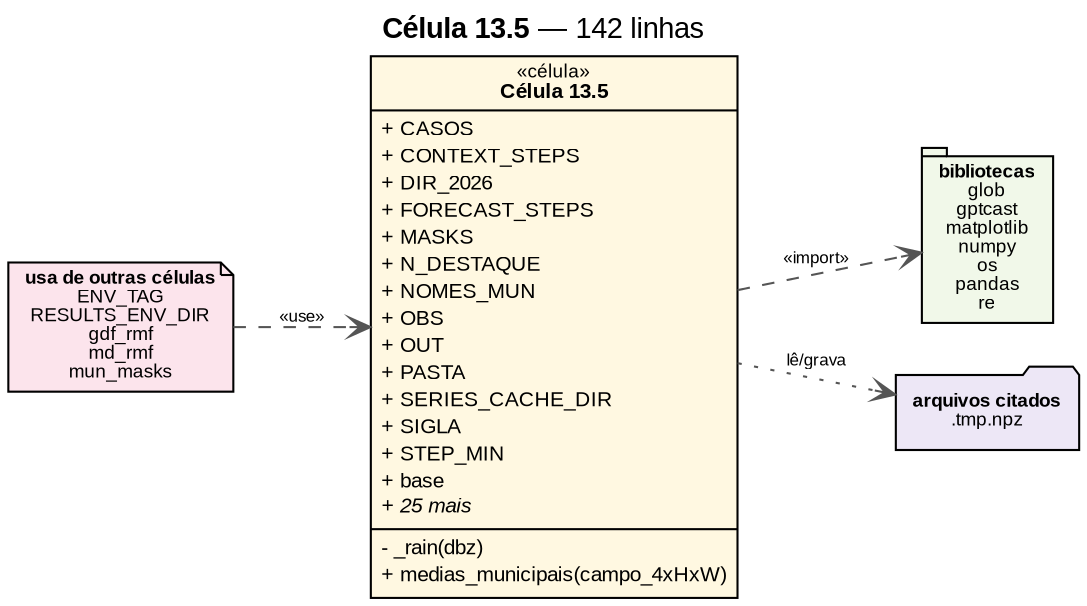 Célula 13.5 — 142 linhas
«célula»
Célula 13.5
+ CASOS
+ CONTEXT_STEPS
+ DIR_2026
+ FORECAST_STEPS
+ MASKS
+ N_DESTAQUE
+ NOMES_MUN
+ OBS
+ OUT
+ PASTA
+ SERIES_CACHE_DIR
+ SIGLA
+ STEP_MIN
+ base
+ 25 mais
- _rain(dbz)
+ medias_municipais(campo_4xHxW)
usa de outras células
ENV_TAG
RESULTS_ENV_DIR
gdf_rmf
md_rmf
mun_masks
«use»
«import»
bibliotecas
glob
gptcast
matplotlib
numpy
os
pandas
re
lê/grava
arquivos citados
.tmp.npz